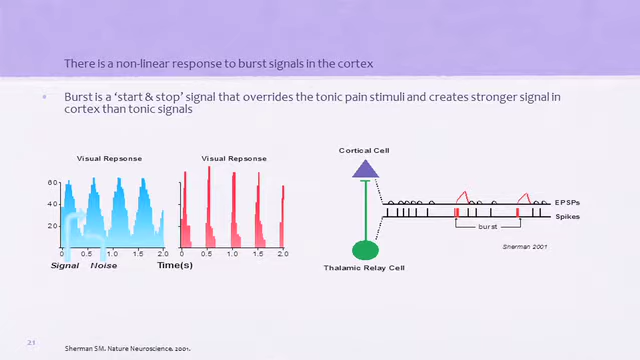 There is a non-linear response to burst signals in the cortex
• Burst is a ‘start & stop’ signal that overrides the tonic pain stimuli and creates stronger signal in
cortex than tonic signals
Visual Repsonse
Visual Repsonse
60
40
20
0 0.5 1.0 1.5 2.0
0 0.5 1.0 1.5 2.0
Signal Noise
Time(s)
Cortical Cell
EPSPs
Spikes
burst
Sherman 2001
Thalamic Relay Cell
21
Sherman SM. Nature Neuroscience, 2001.